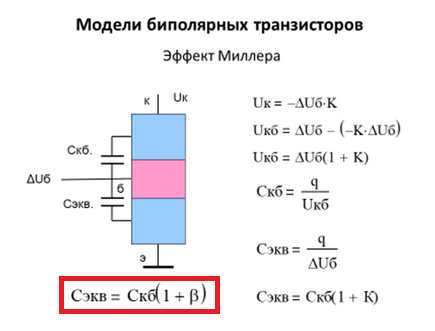 Модели биполярных транзисторов
Эффект Миллера
к Uк
Скб.
ΔUб
б
Сэкв.
э
Сэкв = Скб(1 + β)
Uк = –ΔUб·K
Uкб = ΔUб – (–K·ΔUб)
Uкб = ΔUб(1 + K)
Скб = q / Uкб
Сэкв = q / ΔUб
Сэкв = Скб(1 + K)